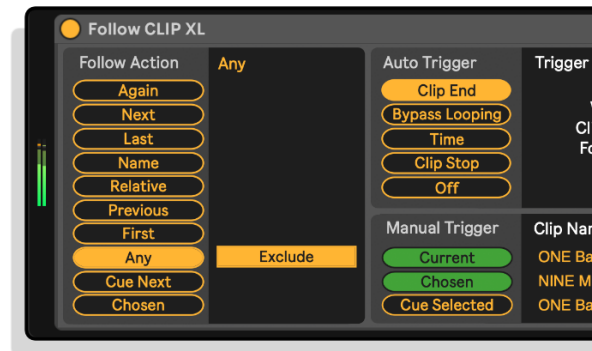 Follow CLIP XL
Follow Action
Again
Next
Last
Name
Relative
Previous
First
Any
Cue Next
Chosen
Any
Exclude
Auto Trigger
Clip End
Bypass Looping
Time
Clip Stop
Off
Manual Trigger
Current
Chosen
Cue Selected
Trigger
Clip Nar
ONE Ba
NINE M
ONE Ba